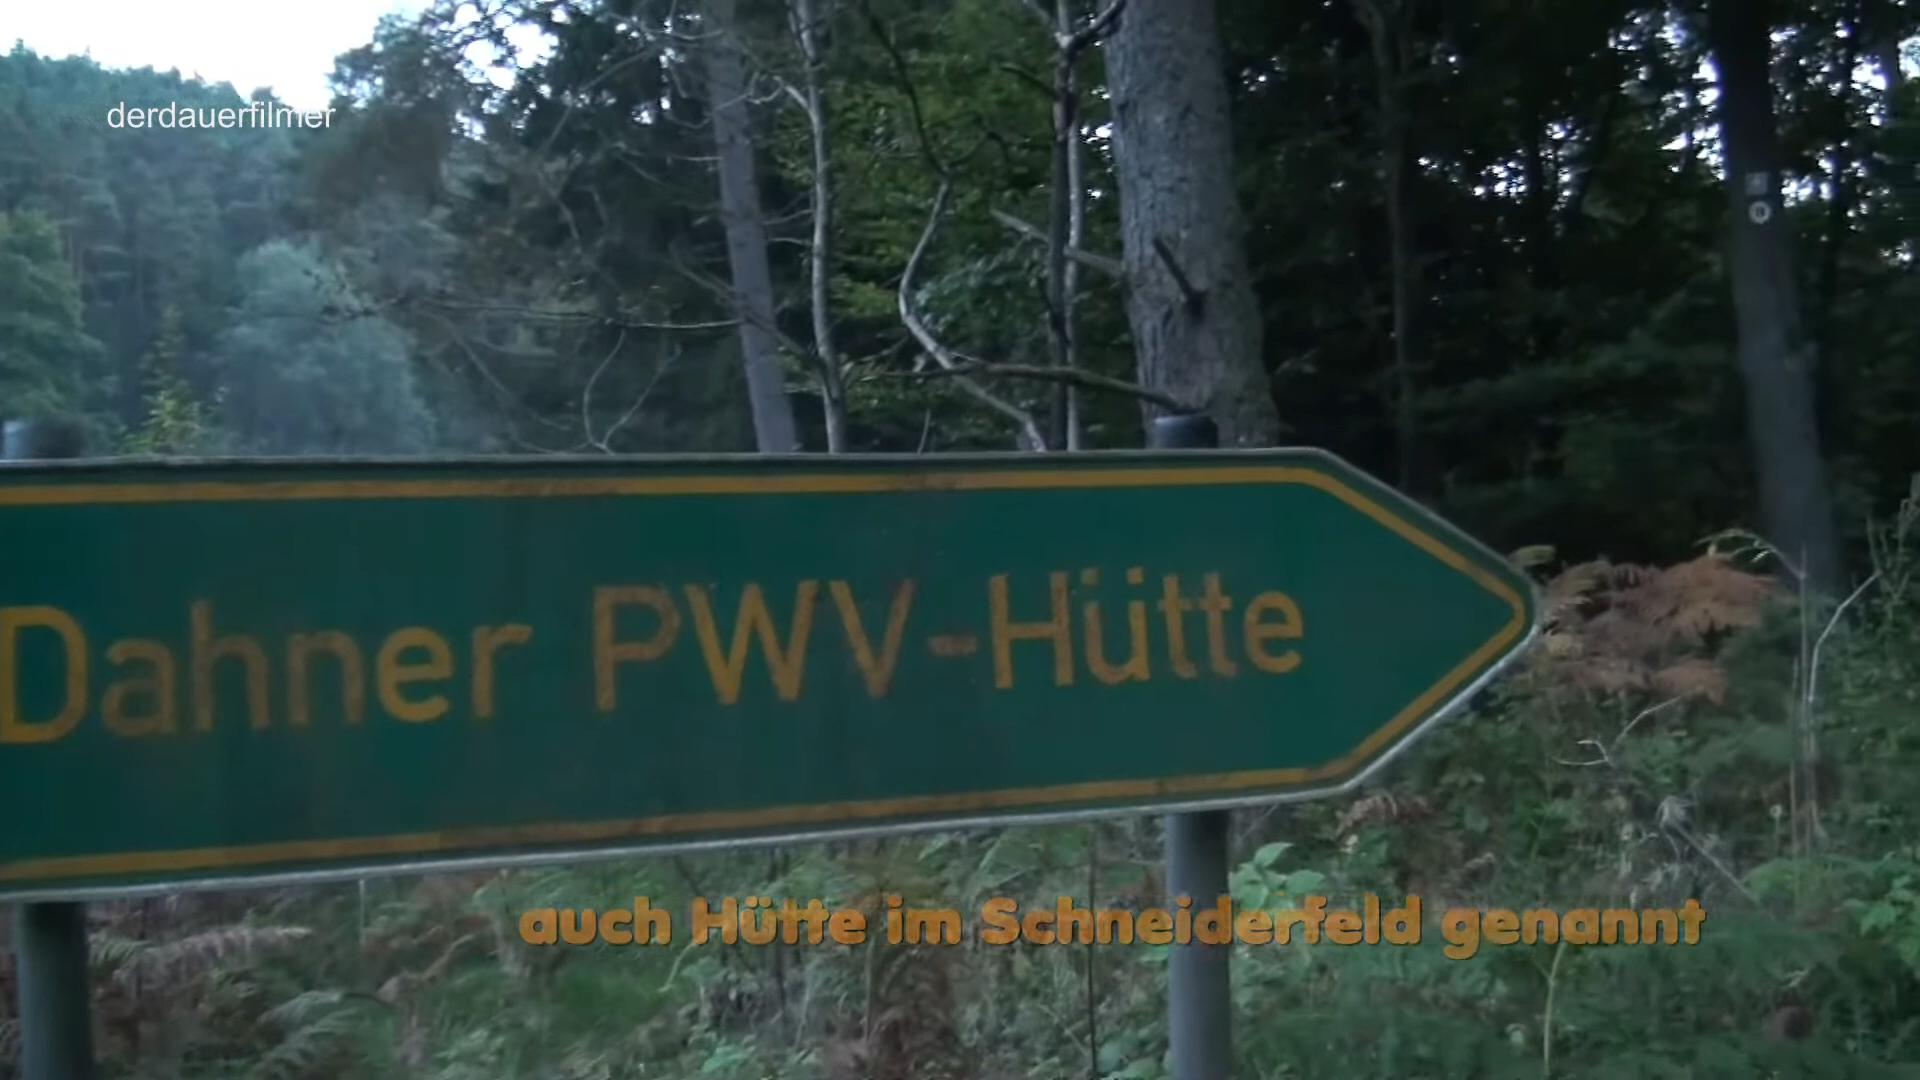 derdauerfilmer
Dahner PWV-Hütte
auch Hütte im Schneiderfeld genannt